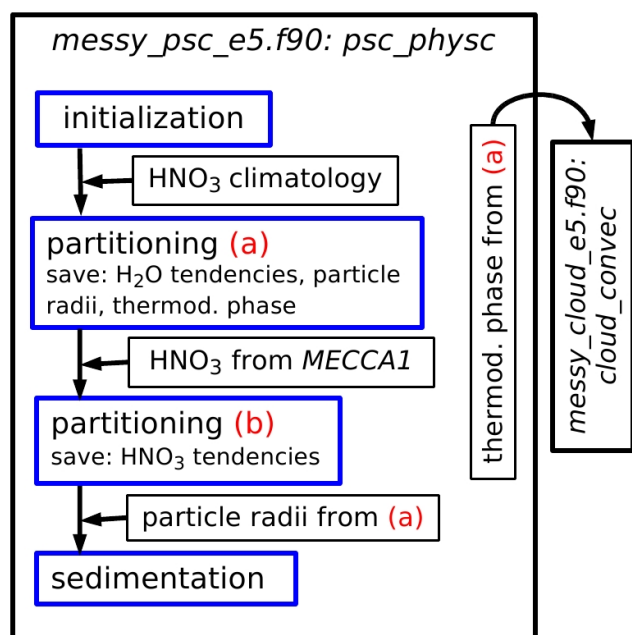 messy_psc_e5.f90: psc_physc
initialization
HNO₃ climatology
partitioning (a)
save: H₂O tendencies, particle
radii, thermod. phase
HNO₃ from MECCA1
partitioning (b)
save: HNO₃ tendencies
particle radii from (a)
sedimentation
thermod. phase from (a)
messy_cloud_e5.f90:
cloud_convec